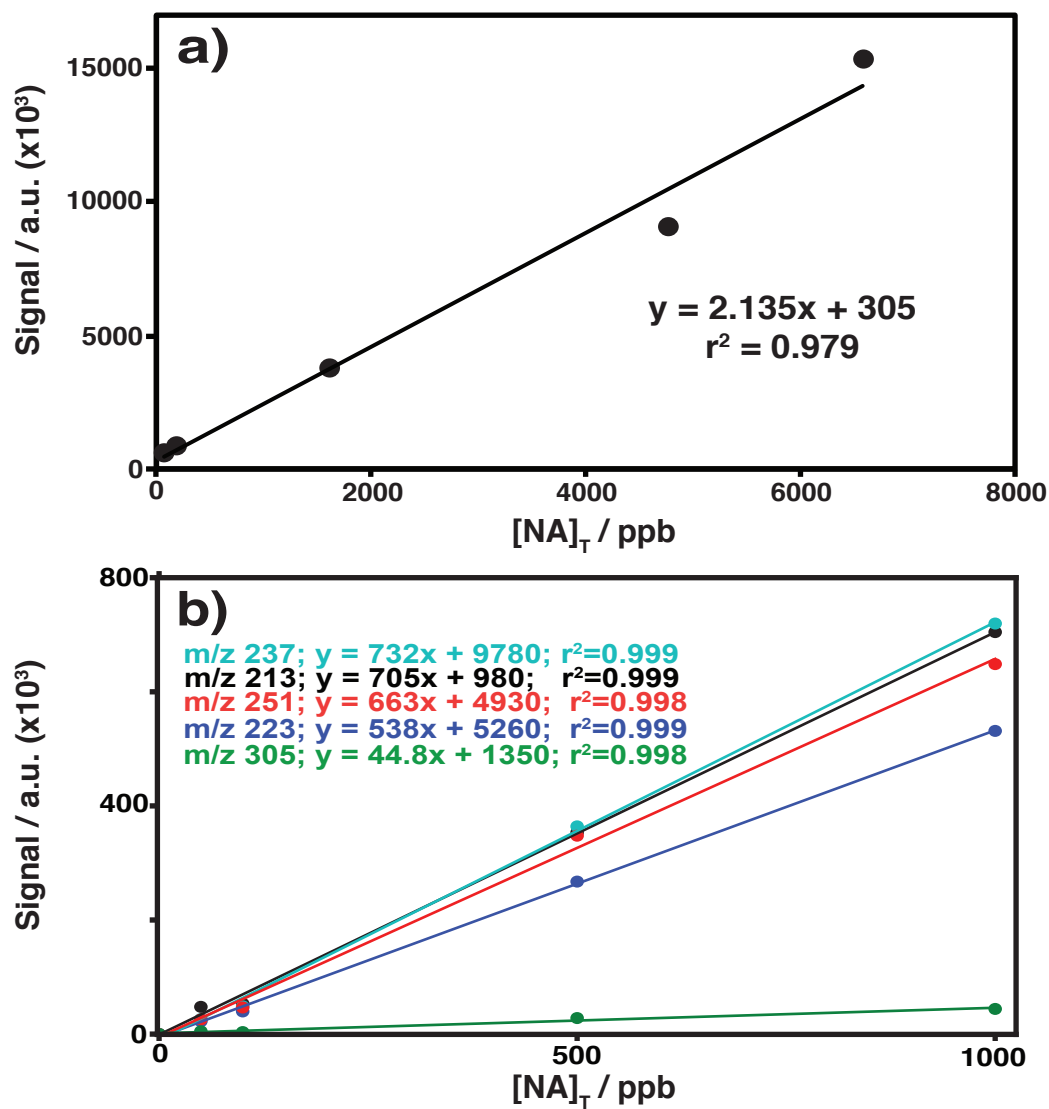 a)
15000
10000
5000
0
Signal / a.u. (x10³)
y = 2.135x + 305
r² = 0.979
0 2000 4000 6000 8000
[NA]T / ppb
b)
800
400
0
Signal / a.u. (x10³)
m/z 237; y = 732x + 9780; r²=0.999
m/z 213; y = 705x + 980; r²=0.999
m/z 251; y = 663x + 4930; r²=0.998
m/z 223; y = 538x + 5260; r²=0.999
m/z 305; y = 44.8x + 1350; r²=0.998
0 500 1000
[NA]T / ppb